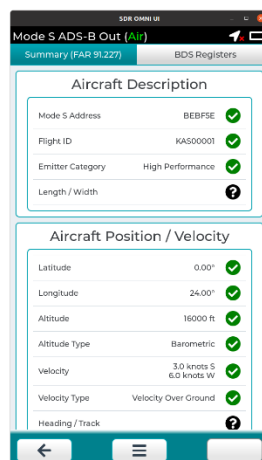 SDR OMNI UI
Mode S ADS-B Out (Air)
Summary (FAR 91.227) BDS Registers
Aircraft Description
Mode S Address BEBF5E
Flight ID KAS00001
Emitter Category High Performance
Length / Width
Aircraft Position / Velocity
Latitude 0.00°
Longitude 24.00°
Altitude 16000 ft
Altitude Type Barometric
Velocity 3.0 knots S
6.0 knots W
Velocity Type Velocity Over Ground
Heading / Track